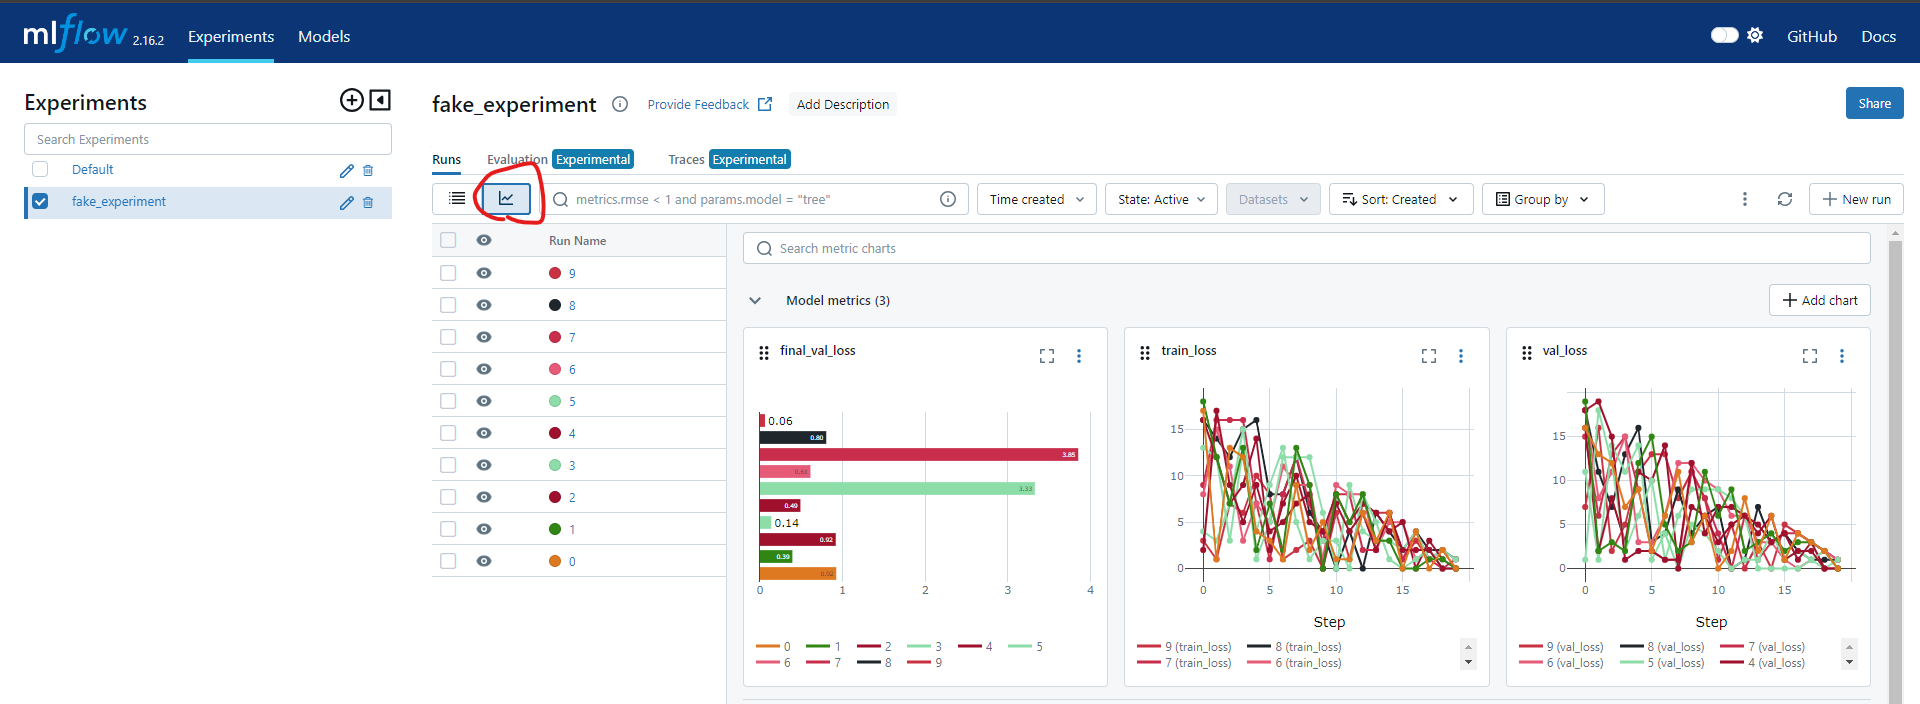 mlflow 2.16.2 Experiments Models GitHub Docs
Experiments
Search Experiments
Default
fake_experiment
fake_experiment Provide Feedback Add Description Share
Runs Evaluation Experimental Traces Experimental
metrics.rmse < 1 and params.model = "tree" Time created State: Active Datasets Sort: Created Group by New run
Run Name
9
8
7
6
5
4
3
2
1
0
Search metric charts
Model metrics (3) Add chart
final_val_loss
0.06
0.80
3.85
3.33
0.49
0.14
0.92
0.39
0.92
0 1 2 3 4
0 1 2 3 4 5
6 7 8 9
train_loss
15
10
5
0
0 5 10 15
Step
9 (train_loss) 8 (train_loss)
7 (train_loss) 6 (train_loss)
val_loss
15
10
5
0
0 5 10 15
Step
9 (val_loss) 8 (val_loss) 7 (val_loss)
6 (val_loss) 5 (val_loss) 4 (val_loss)